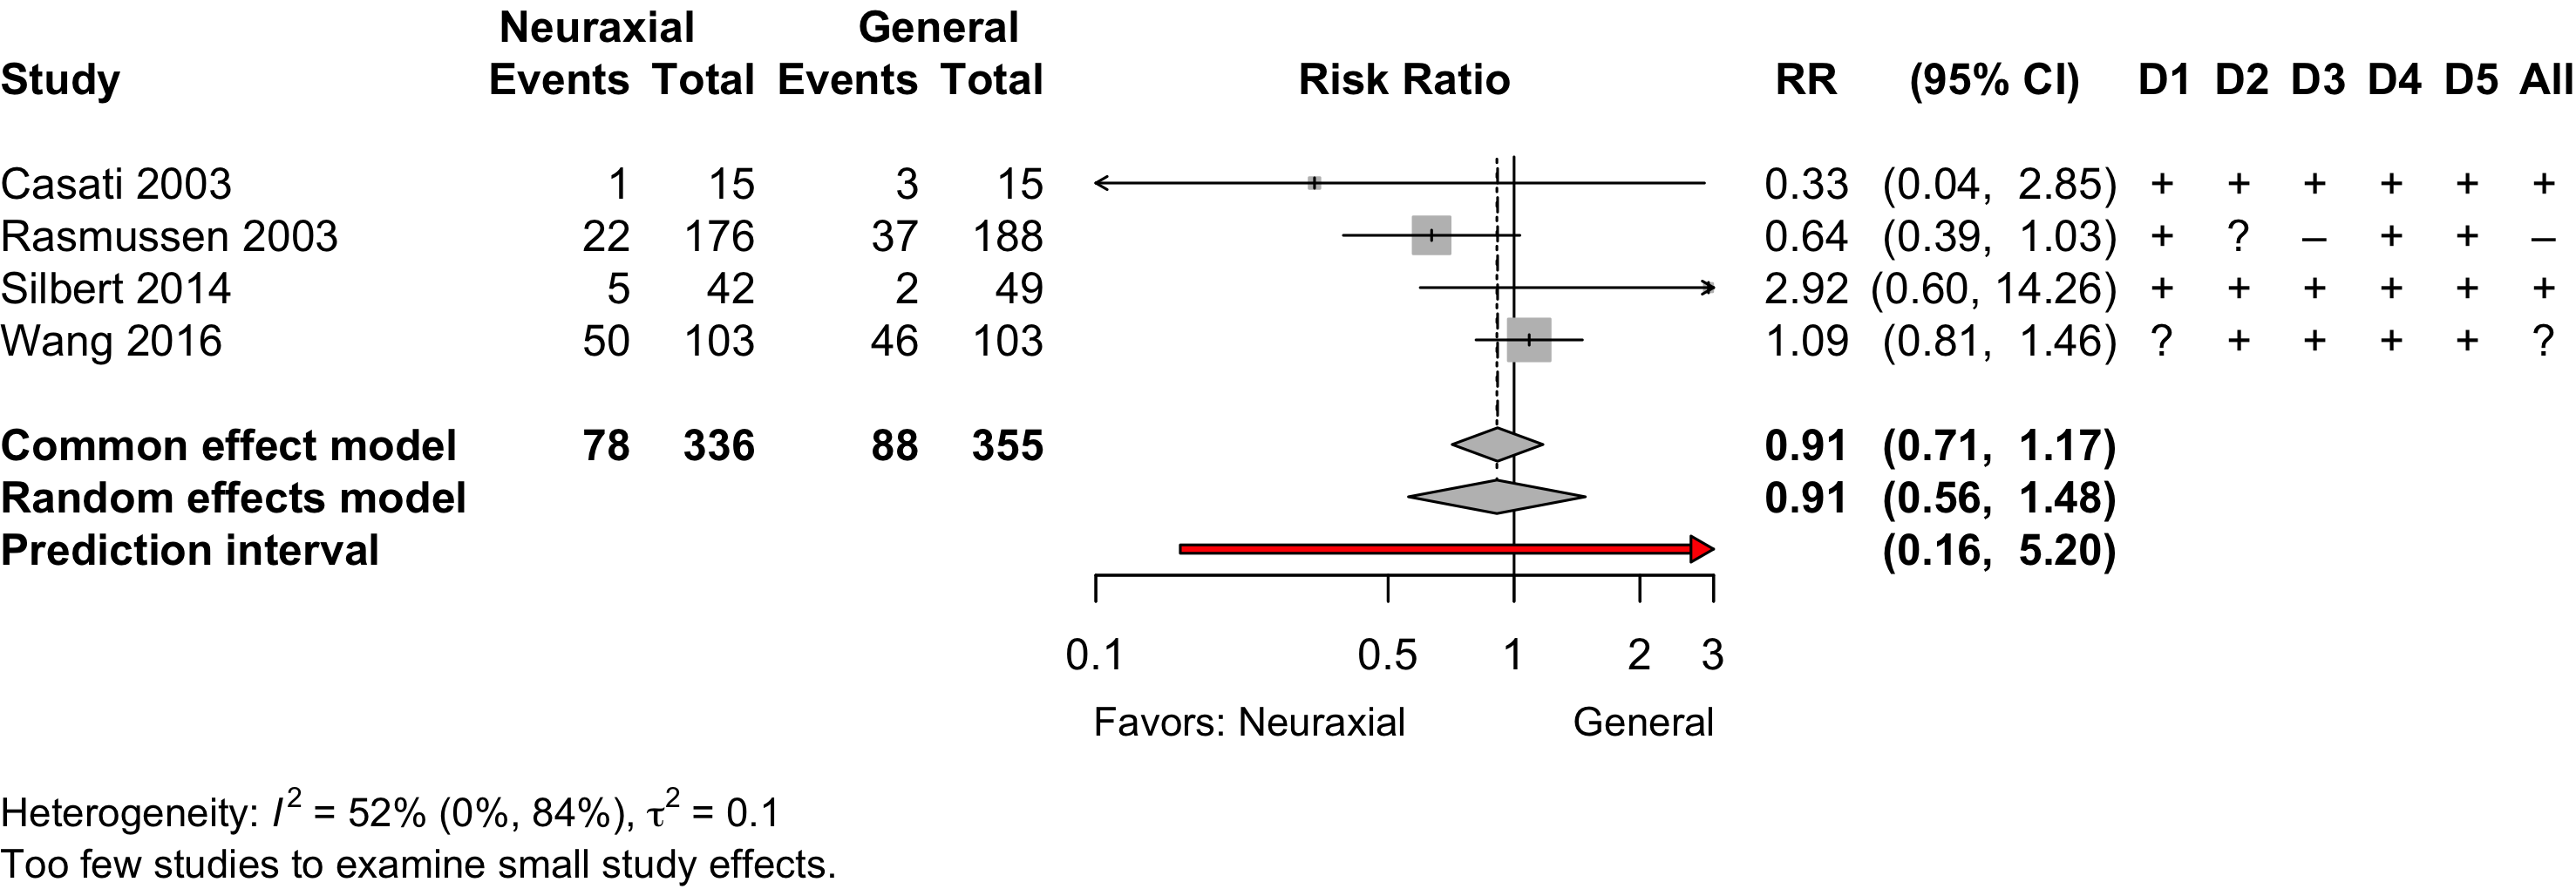 Neuraxial General
Study Events Total Events Total Risk Ratio RR (95% CI) D1 D2 D3 D4 D5 All
Casati 2003 1 15 3 15 0.33 (0.04, 2.85) + + + + + +
Rasmussen 2003 22 176 37 188 0.64 (0.39, 1.03) + ? – + + –
Silbert 2014 5 42 2 49 2.92 (0.60, 14.26) + + + + + +
Wang 2016 50 103 46 103 1.09 (0.81, 1.46) ? + + + + ?
Common effect model 78 336 88 355 0.91 (0.71, 1.17)
Random effects model 0.91 (0.56, 1.48)
Prediction interval (0.16, 5.20)
0.1 0.5 1 2 3
Favors: Neuraxial General
Heterogeneity: I² = 52% (0%, 84%), τ² = 0.1
Too few studies to examine small study effects.